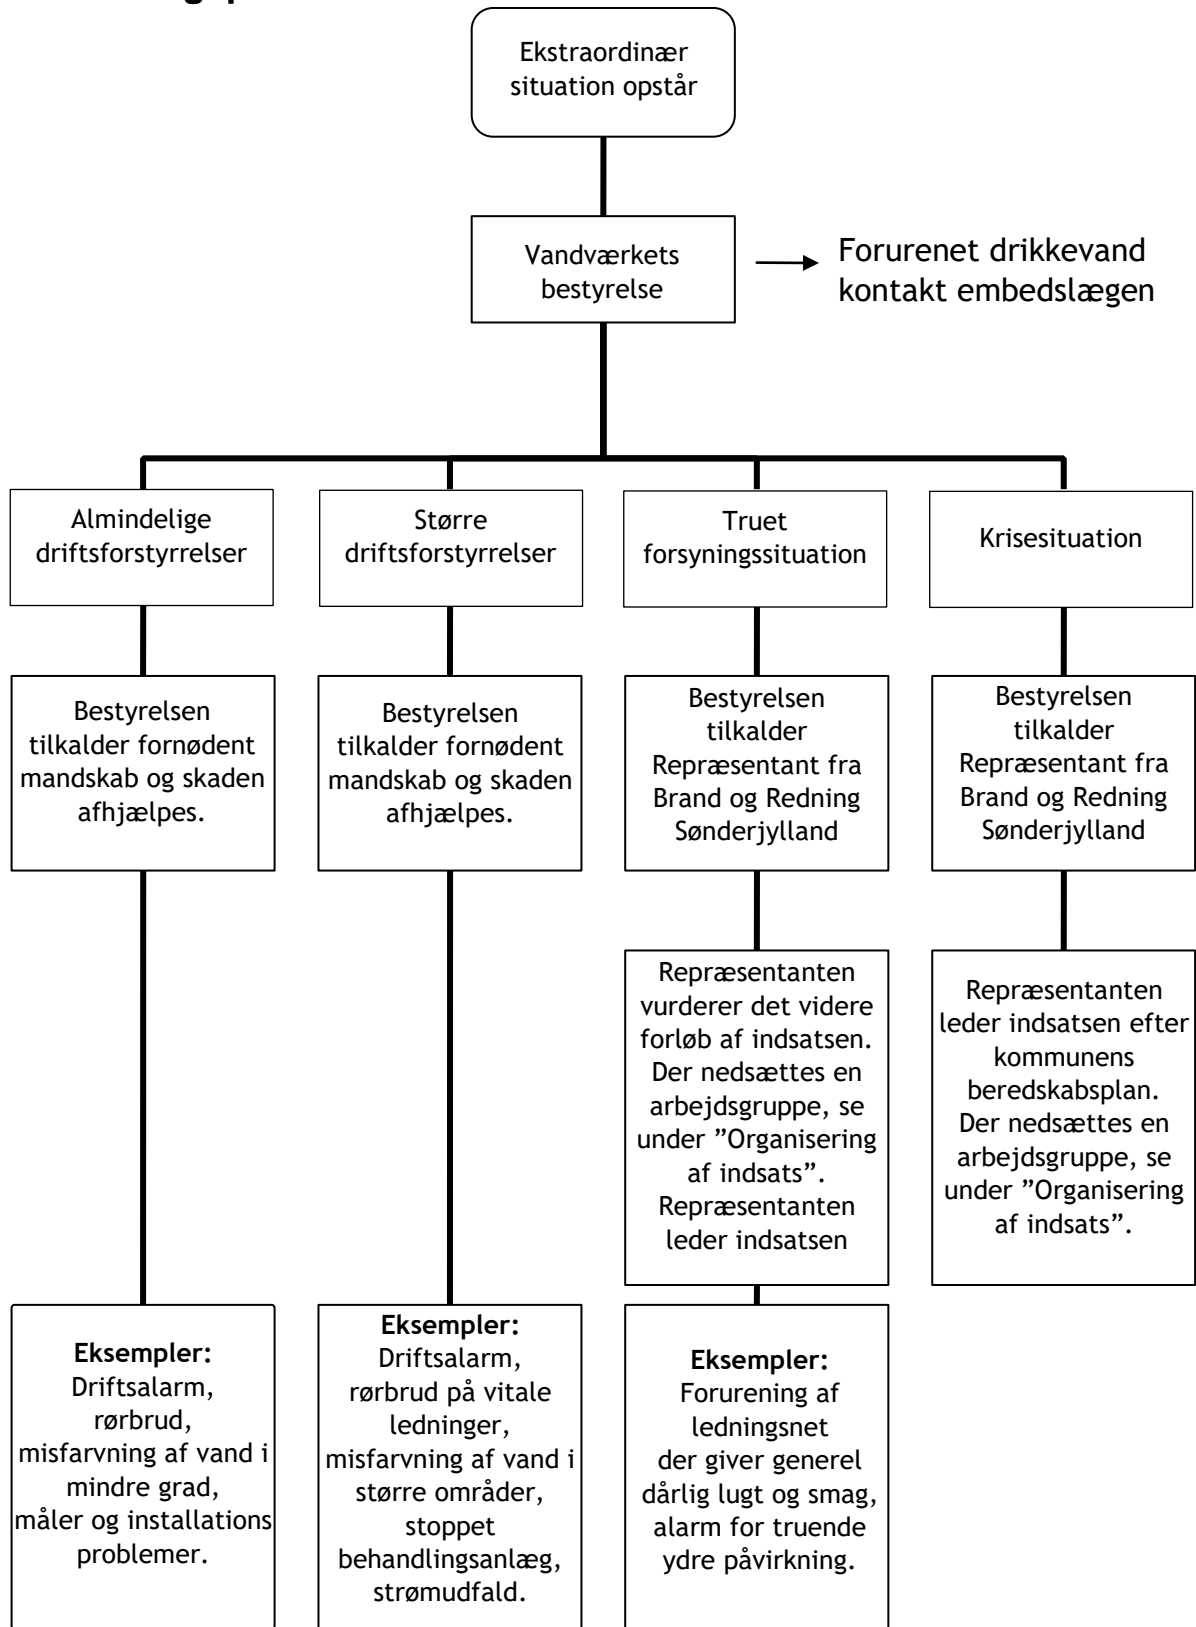 Ekstraordinær
situation opstår
Vandværkets
bestyrelse
Forurenet drikkevand
kontakt embedslægen
Almindelige
driftsforstyrrelser
Større
driftsforstyrrelser
Truet
forsyningssituation
Krisesituation
Bestyrelsen
tilkalder fornødent
mandskab og skaden
afhjælpes.
Bestyrelsen
tilkalder fornødent
mandskab og skaden
afhjælpes.
Bestyrelsen
tilkalder
Repræsentant fra
Brand og Redning
Sønderjylland
Bestyrelsen
tilkalder
Repræsentant fra
Brand og Redning
Sønderjylland
Repræsentanten
vurderer det videre
forløb af indsatsen.
Der nedsættes en
arbejdsgruppe, se
under ”Organisering
af indsats”.
Repræsentanten
leder indsatsen
Repræsentanten
leder indsatsen efter
kommunens
beredskabsplan.
Der nedsættes en
arbejdsgruppe, se
under ”Organisering
af indsats”.
Eksempler:
Driftsalarm,
rørbrud,
misfarvning af vand i
mindre grad,
måler og installations
problemer.
Eksempler:
Driftsalarm,
rørbrud på vitale
ledninger,
misfarvning af vand i
større områder,
stoppet
behandlingsanlæg,
strømudfald.
Eksempler:
Forurening af
ledningsnet
der giver generel
dårlig lugt og smag,
alarm for truende
ydre påvirkning.